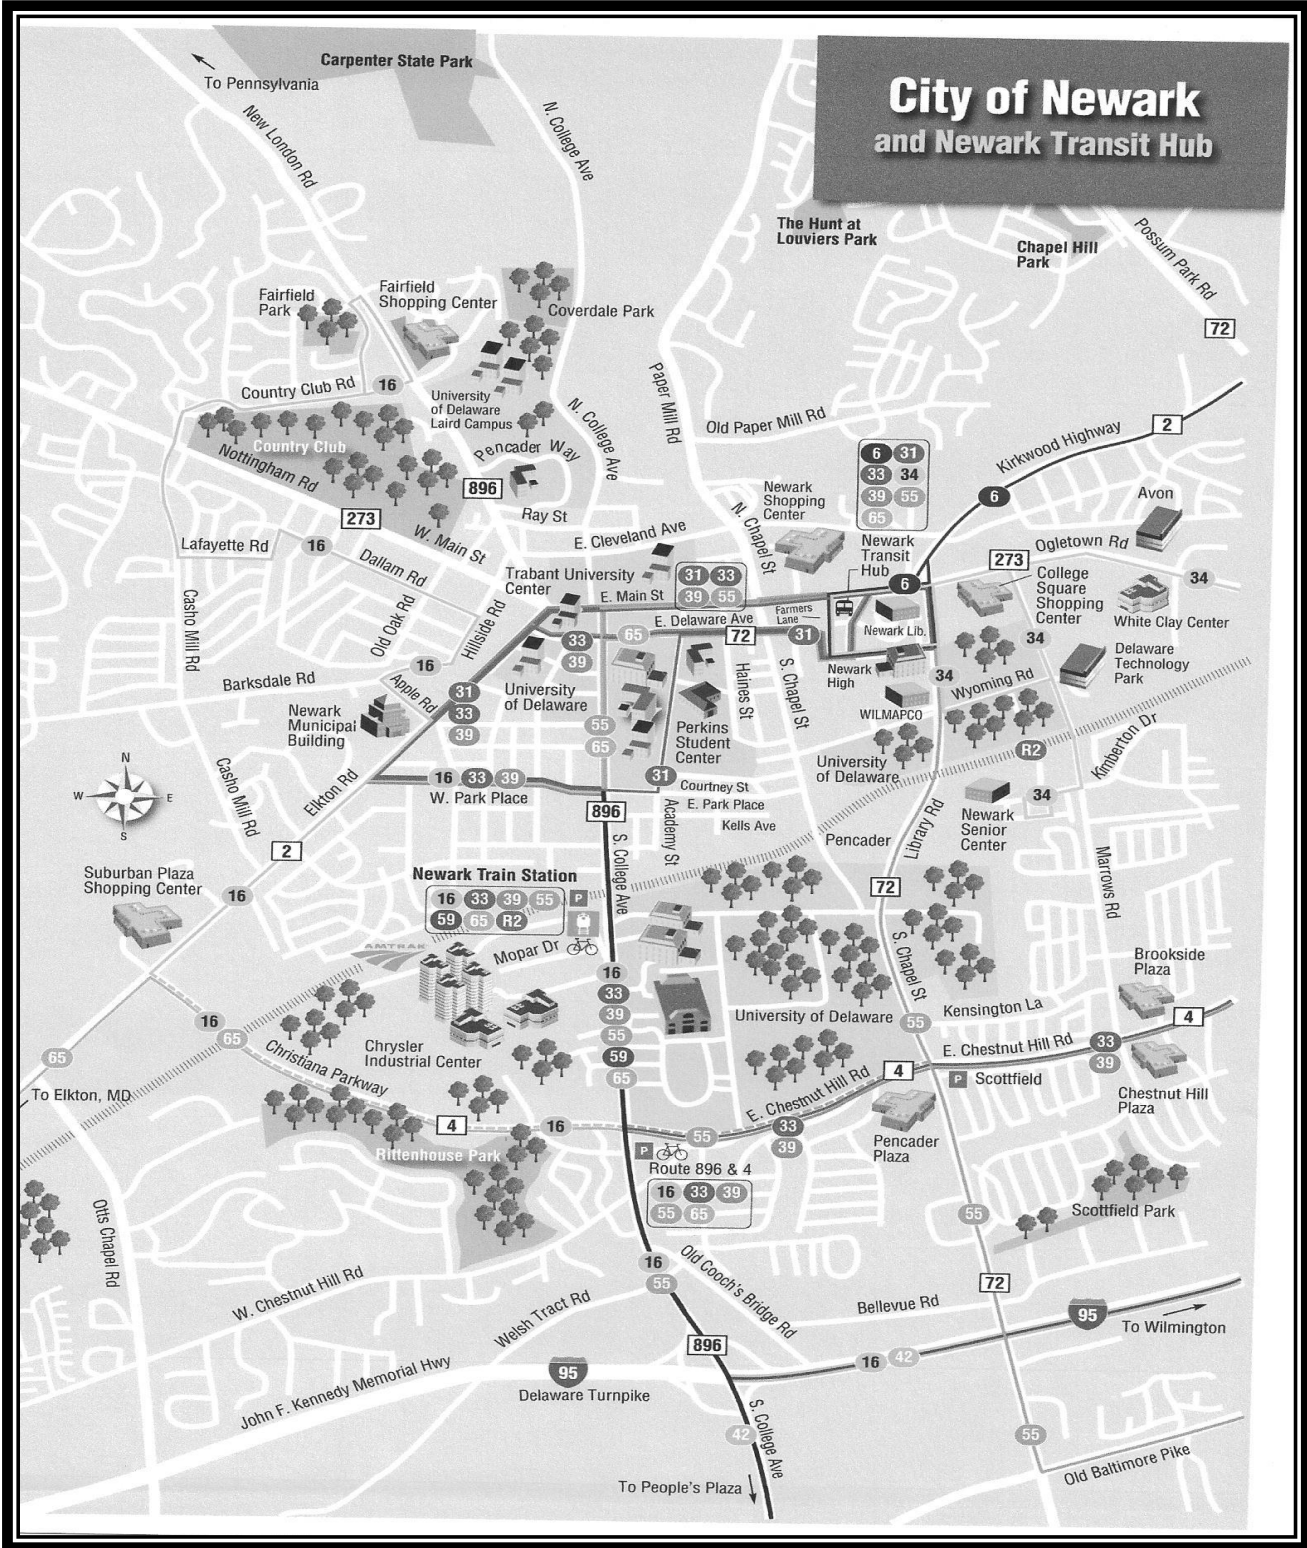 City of Newark
and Newark Transit Hub
Carpenter State Park
To Pennsylvania
New London Rd
N. College Ave
The Hunt at
Louviers Park
Chapel Hill
Park
Possum Park Rd
72
Fairfield
Park
Fairfield
Shopping Center
Coverdale Park
Country Club Rd
16
University
of Delaware
Laird Campus
Paper Mill Rd
Old Paper Mill Rd
N. College Ave
Country Club
Nottingham Rd
Pencader Way
896
Ray St
273
W. Main St
Kirkwood Highway
2
6
6 31
33 34
39 55
65
Newark
Shopping
Center
N. Chapel St
Newark
Transit
Hub
Avon
Ogletown Rd
273
34
Lafayette Rd
16
Dallam Rd
E. Cleveland Ave
Trabant University
Center
31 33
39 55
E. Main St
6
College
Square
Shopping
Center
White Clay Center
Casho Mill Rd
Old Oak Rd
Hillside Rd
E. Delaware Ave
72
Farmers
Lane
31
Newark Lib.
34
33
39
65
Delaware
Technology
Park
Newark
High
34
Wyoming Rd
WILMAPCO
Barksdale Rd
16
Apple Rd
31
33
39
University
of Delaware
Haines St
S. Chapel St
Newark
Municipal
Building
55
65
Perkins
Student
Center
University
of Delaware
R2
Kimberton Dr
N
W E
S
Casho Mill Rd
Elkton Rd
16 33 39
W. Park Place
31
Courtney St
E. Park Place
Kells Ave
896
Academy St
34
Newark
Senior
Center
Pencader
Library Rd
2
S. College Ave
Marrows Rd
Suburban Plaza
Shopping Center
16
Newark Train Station
16 33 39 55
59 65 R2
P
72
AMTRAK
Mopar Dr
S. Chapel St
Brookside
Plaza
16
33
39
55
59
65
Kensington La
University of Delaware
55
4
16
65
65
Christiana Parkway
Chrysler
Industrial Center
E. Chestnut Hill Rd
33
39
4
P Scottfield
To Elkton, MD
Chestnut Hill
Plaza
E. Chestnut Hill Rd
4
16
55
33
39
Pencader
Plaza
Rittenhouse Park
P
Route 896 & 4
16 33 39
55 65
Scottfield Park
55
Otts Chapel Rd
16
55
Old Cooch's Bridge Rd
W. Chestnut Hill Rd
Welsh Tract Rd
72
Bellevue Rd
95
To Wilmington
896
16 42
John F. Kennedy Memorial Hwy
95
Delaware Turnpike
42
S. College Ave
55
Old Baltimore Pike
To People's Plaza